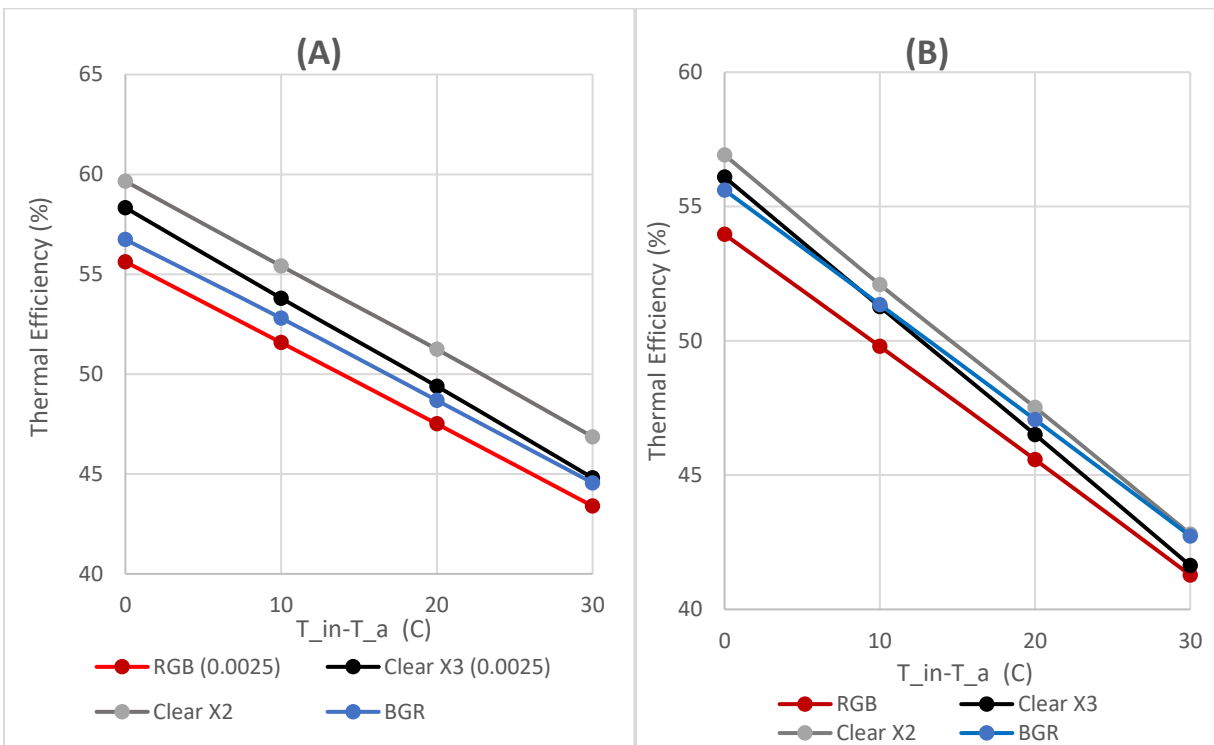 (A)
65
60
55
50
45
40
Thermal Efficiency (%)
0 10 20 30
T_in-T_a (C)
RGB (0.0025) Clear X3 (0.0025)
Clear X2 BGR
(B)
60
55
50
45
40
Thermal Efficiency (%)
0 10 20 30
T_in-T_a (C)
RGB Clear X3
Clear X2 BGR